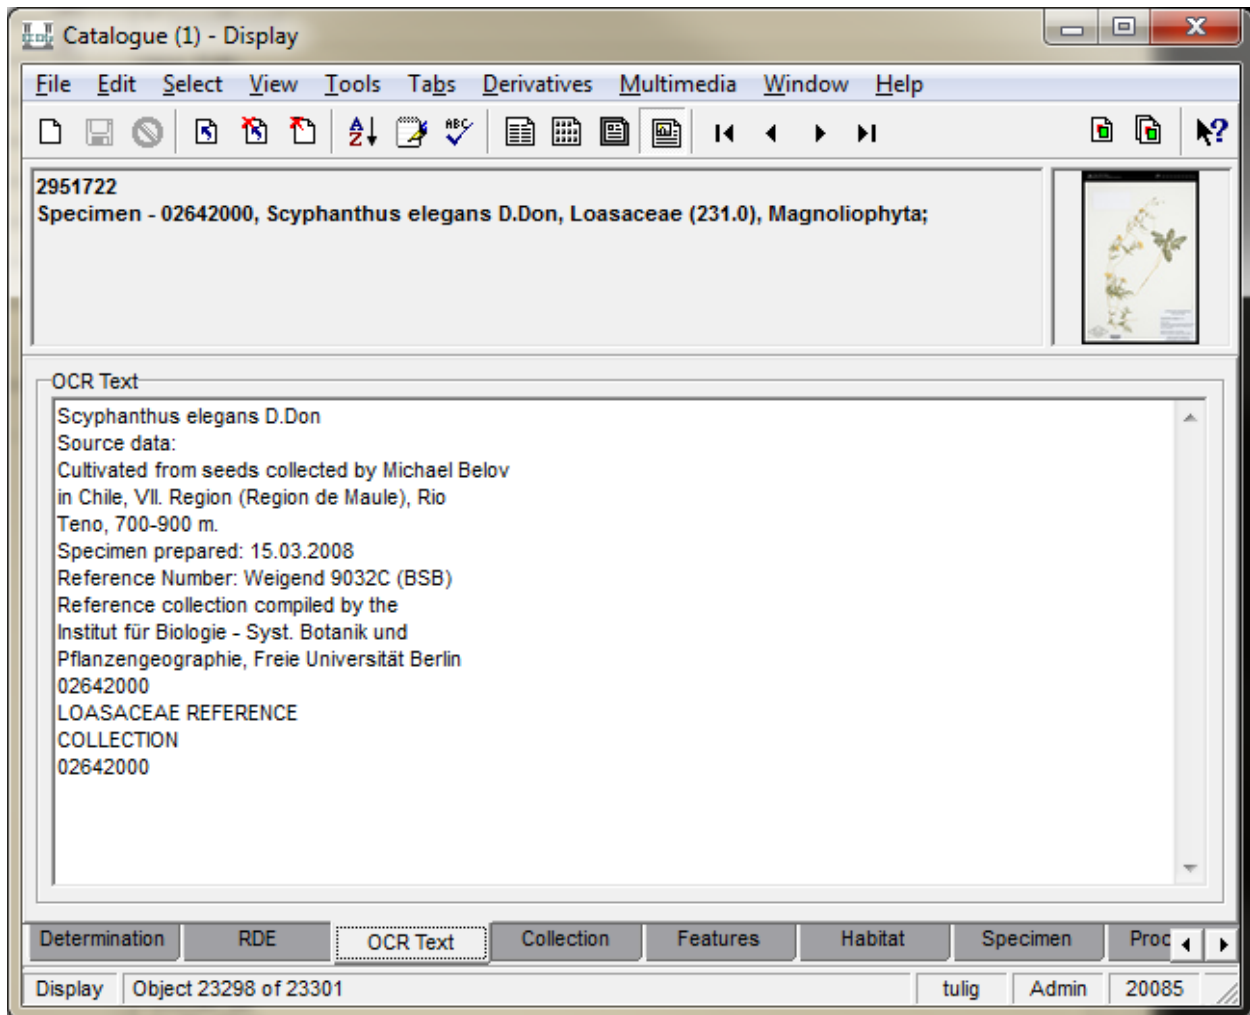 Catalogue (1) - Display
File Edit Select View Tools Tabs Derivatives Multimedia Window Help
2951722
Specimen - 02642000, Scyphanthus elegans D.Don, Loasaceae (231.0), Magnoliophyta;
OCR Text
Scyphanthus elegans D.Don
Source data:
Cultivated from seeds collected by Michael Belov
in Chile, VII. Region (Region de Maule), Rio
Teno, 700-900 m.
Specimen prepared: 15.03.2008
Reference Number: Weigend 9032C (BSB)
Reference collection compiled by the
Institut für Biologie - Syst. Botanik und
Pflanzengeographie, Freie Universität Berlin
02642000
LOASACEAE REFERENCE
COLLECTION
02642000
Determination RDE OCR Text Collection Features Habitat Specimen Proc
Display Object 23298 of 23301 tulig Admin 20085